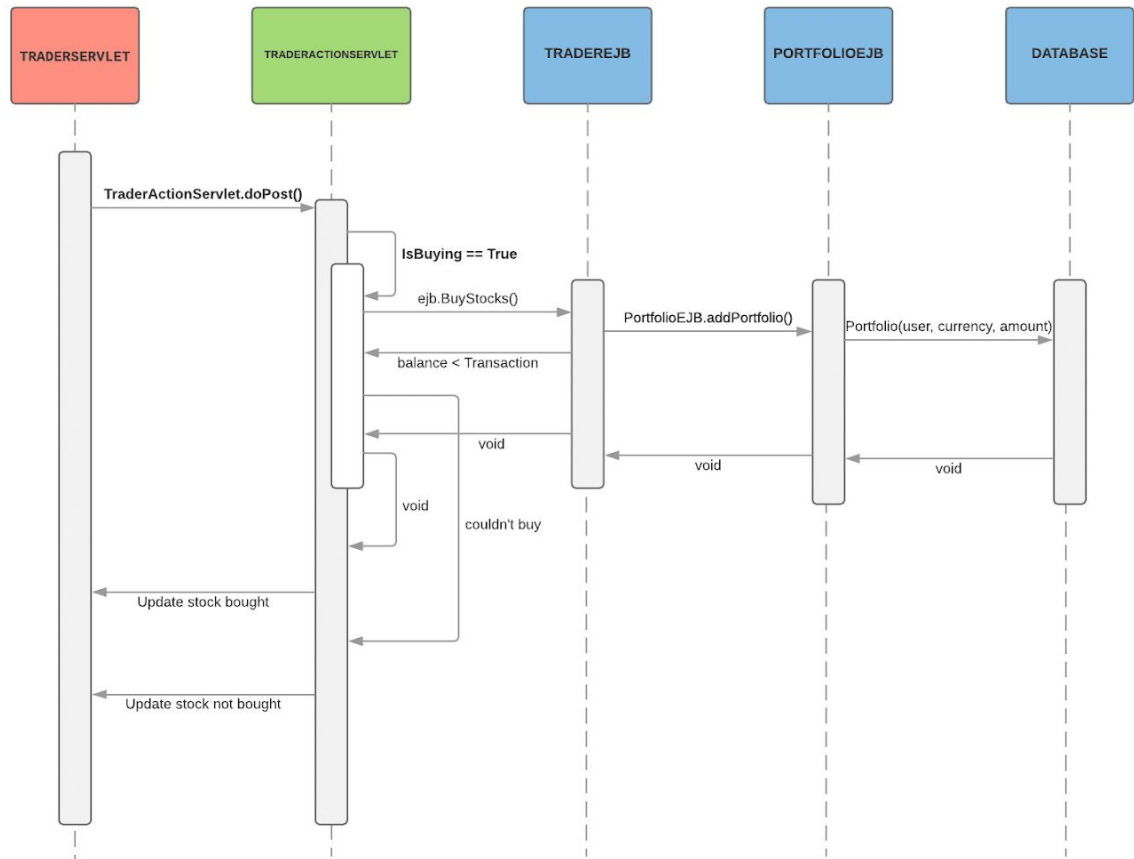 TRADERSERVLET
TRADERACTIONSERVLET
TRADEREJB
PORTFOLIOEJB
DATABASE
TraderActionServlet.doPost()
IsBuying == True
ejb.BuyStocks()
PortfolioEJB.addPortfolio()
Portfolio(user, currency, amount)
balance < Transaction
void
void
void
void
couldn't buy
Update stock bought
Update stock not bought